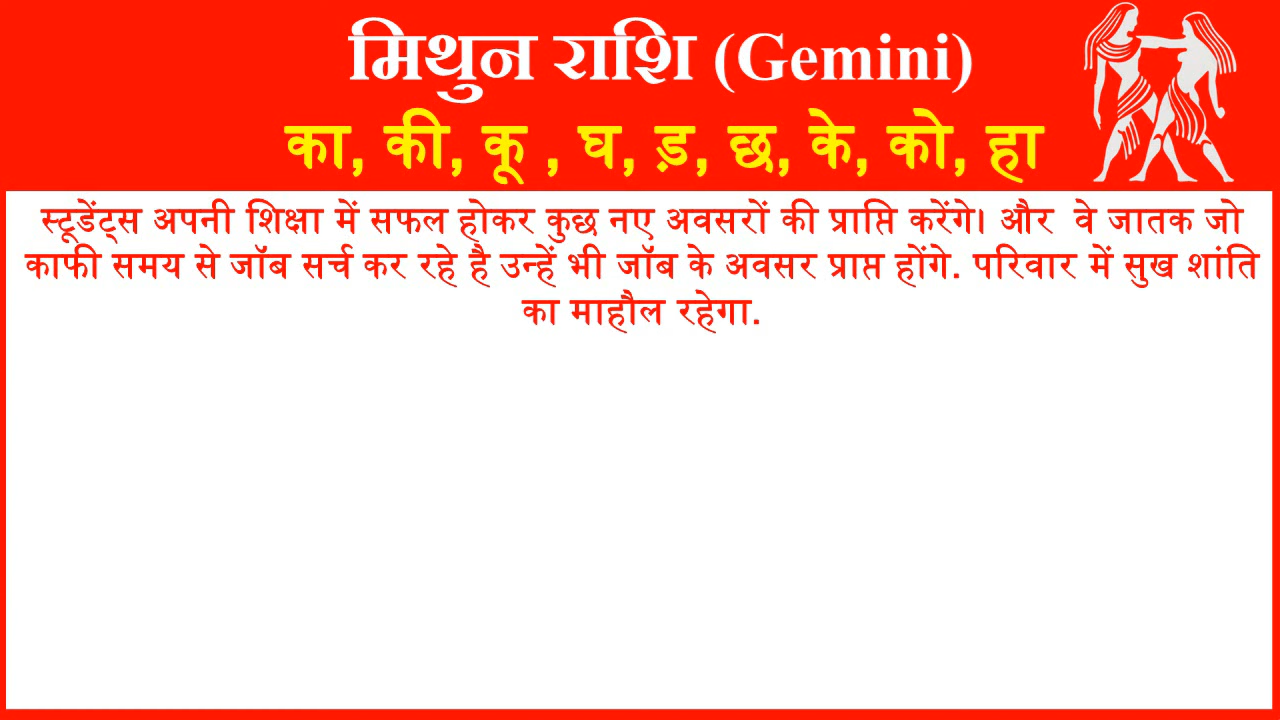 मिथुन राशि (Gemini)
का, की, कू , घ, ड़, छ, के, को, हा
स्टूडेंट्स अपनी शिक्षा में सफल होकर कुछ नए अवसरों की प्राप्ति करेंगे। और वे जातक जो
काफी समय से जॉब सर्च कर रहे है उन्हें भी जॉब के अवसर प्राप्त होंगे. परिवार में सुख शांति
का माहौल रहेगा.